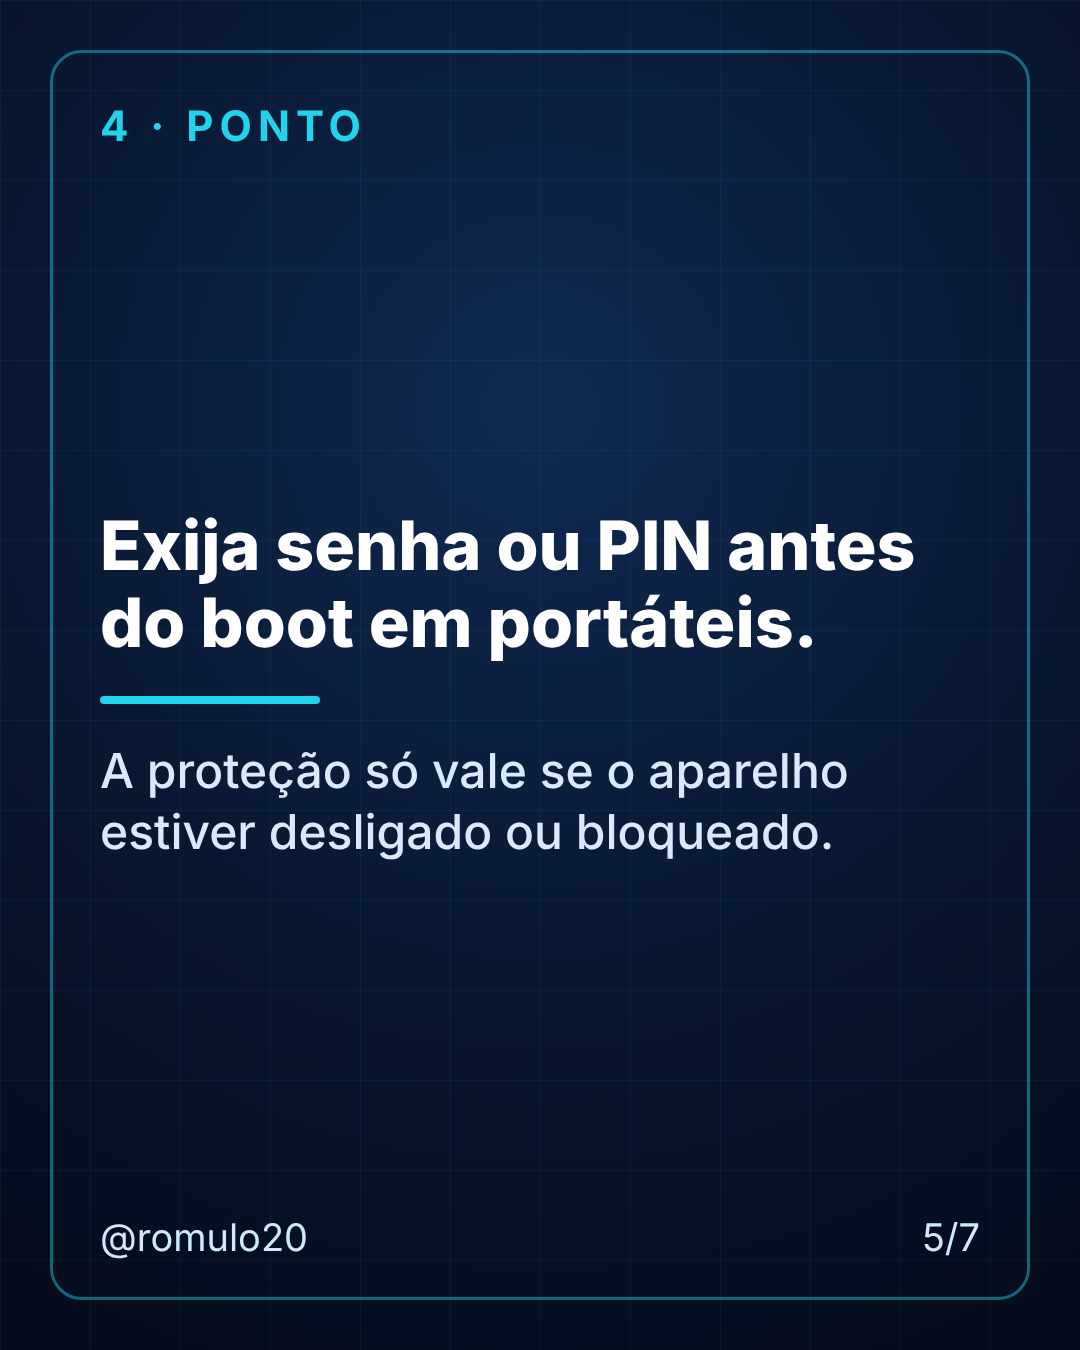 4 · PONTO
Exija senha ou PIN antes
do boot em portáteis.
A proteção só vale se o aparelho
estiver desligado ou bloqueado.
@romulo20
5/7